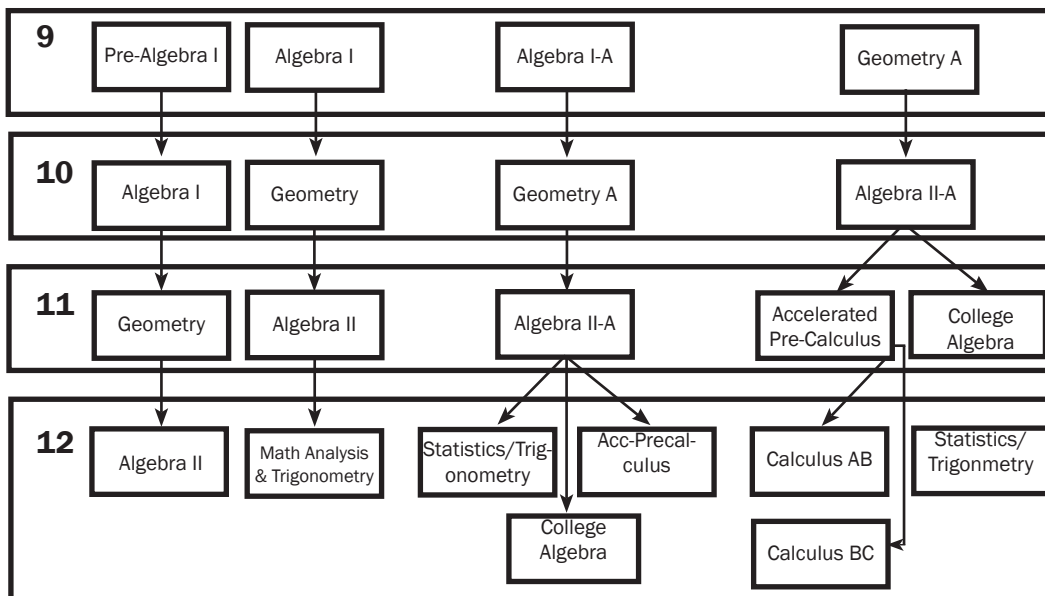 9
Pre-Algebra I
Algebra I
Algebra I-A
Geometry A
10
Algebra I
Geometry
Geometry A
Algebra II-A
11
Geometry
Algebra II
Algebra II-A
Accelerated
Pre-Calculus
College
Algebra
12
Algebra II
Math Analysis
& Trigonometry
Statistics/Trig-
onometry
Acc-Precal-
culus
College
Algebra
Calculus AB
Statistics/
Trigonmetry
Calculus BC